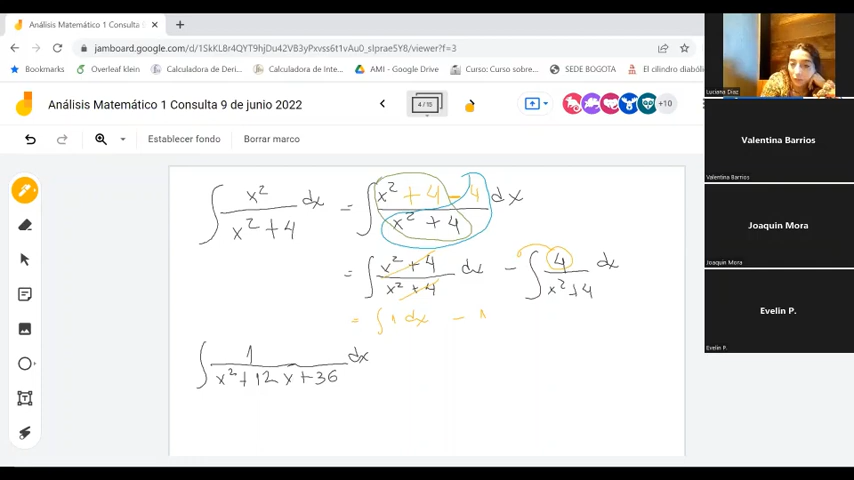 Análisis Matemático 1 Consulta 9
jamboard.google.com/d/1SkKL8r4QYT9hjDu42VB3yPxvss6t1vAu0_slprae5Y8/viewer?f=3
Bookmarks Overleaf klein Calculadora de Deri... Calculadora de Inte... AMI - Google Drive Curso: Curso sobre... SEDE BOGOTA El cilindro diaból
Análisis Matemático 1 Consulta 9 de junio 2022
4 / 15
+10
Establecer fondo Borrar marco
∫ x²/(x²+4) dx = ∫ (x²+4-4)/(x²+4) dx
= ∫ (x²+4)/(x²+4) dx - ∫ 4/(x²+4) dx
= ∫ 1 dx - 1
∫ 1/(x²+12x+36) dx
Luciana Diaz
Valentina Barrios
Valentina Barrios
Joaquin Mora
Joaquin Mora
Evelin P.
Evelin P.